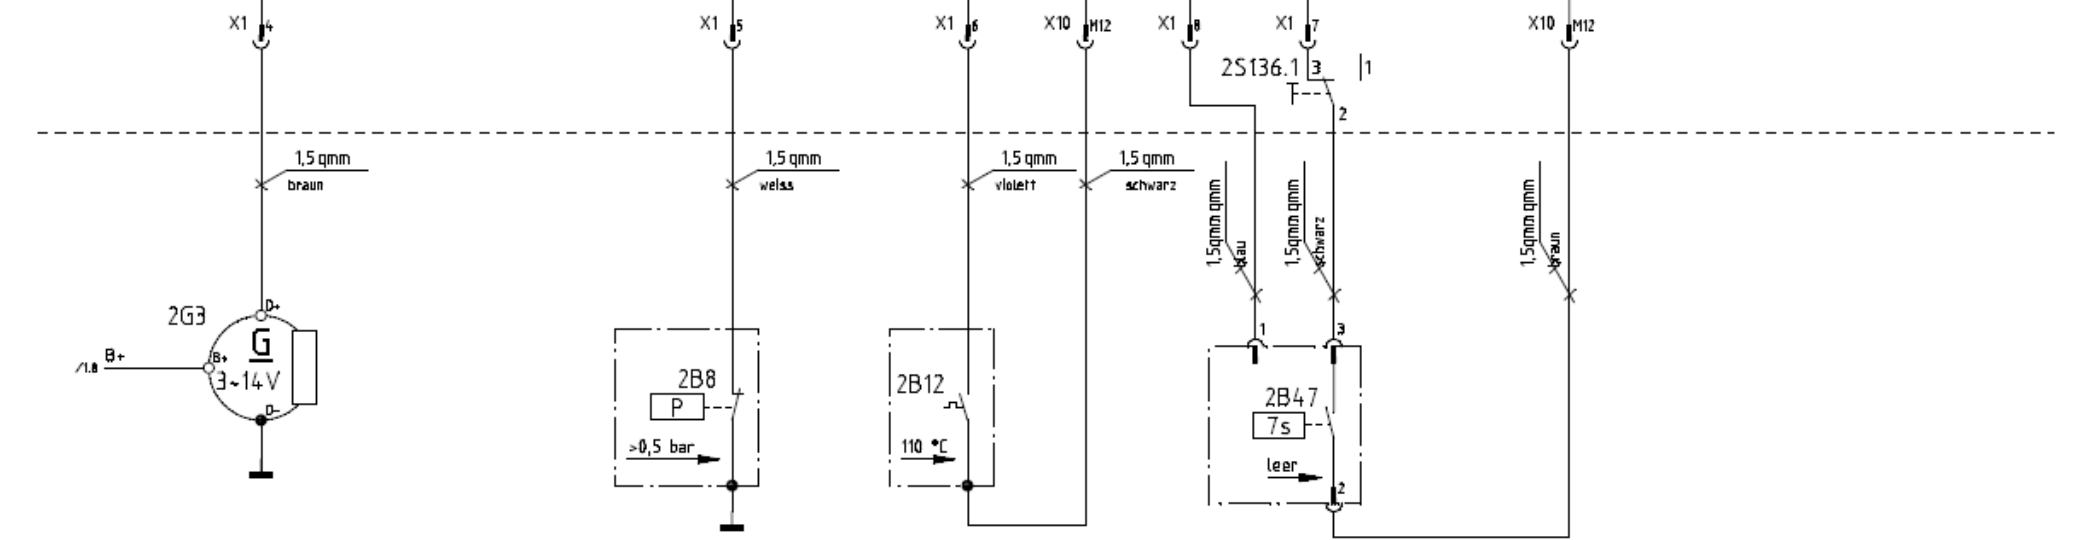 X1 4
X1 5
X1 6
X10 M12
X1 8
X1 7
X10 M12
2S136.1 3 1
2
1,5 qmm
braun
1,5 qmm
weiss
1,5 qmm
violett
1,5 qmm
schwarz
1,5qmm qmm
blau
1,5qmm qmm
schwarz
1,5qmm qmm
braun
2G3
D+
G
B+
B+
/1.8
3~14V
D-
2B8
P
>0,5 bar
2B12
110 °C
1
3
2B47
7s
leer
2